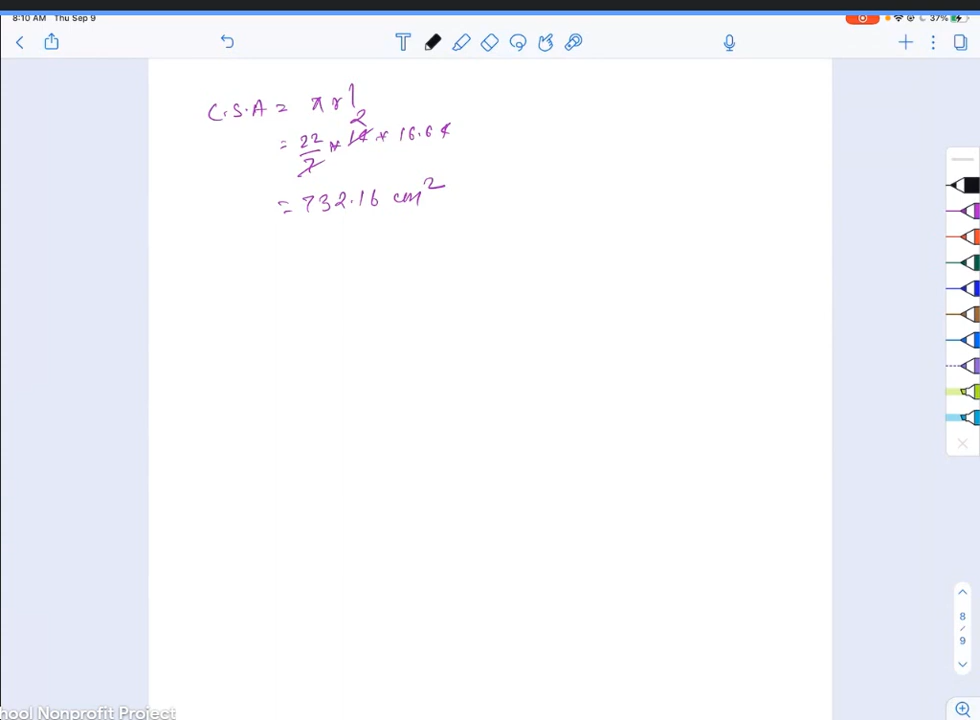 8:10 AM Thu Sep 9
37%
T
C.S.A = πrl
2
= 22/7 * 14 * 16.64
= 732.16 cm²
8
9
hool Nonprofit Project